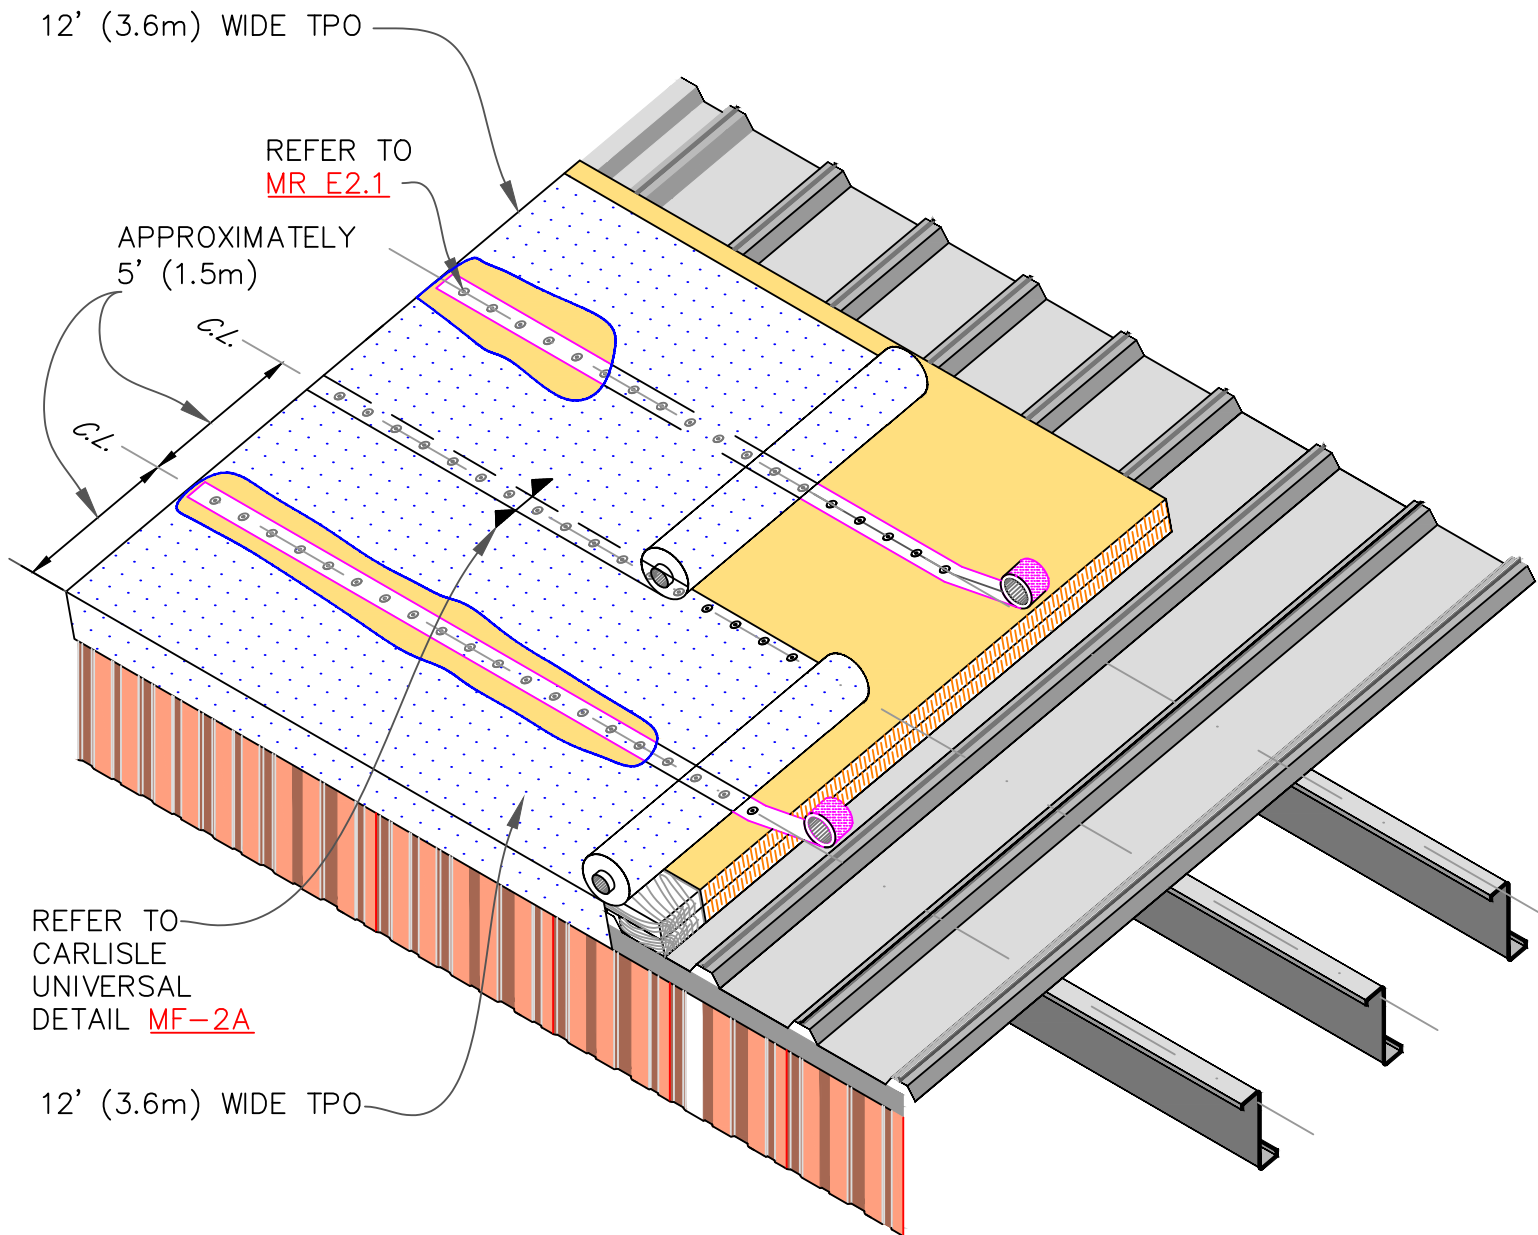 12' (3.6m) WIDE TPO
REFER TO
MR E2.1
APPROXIMATELY
5' (1.5m)
C.L.
C.L.
REFER TO
CARLISLE
UNIVERSAL
DETAIL MF-2A
12' (3.6m) WIDE TPO